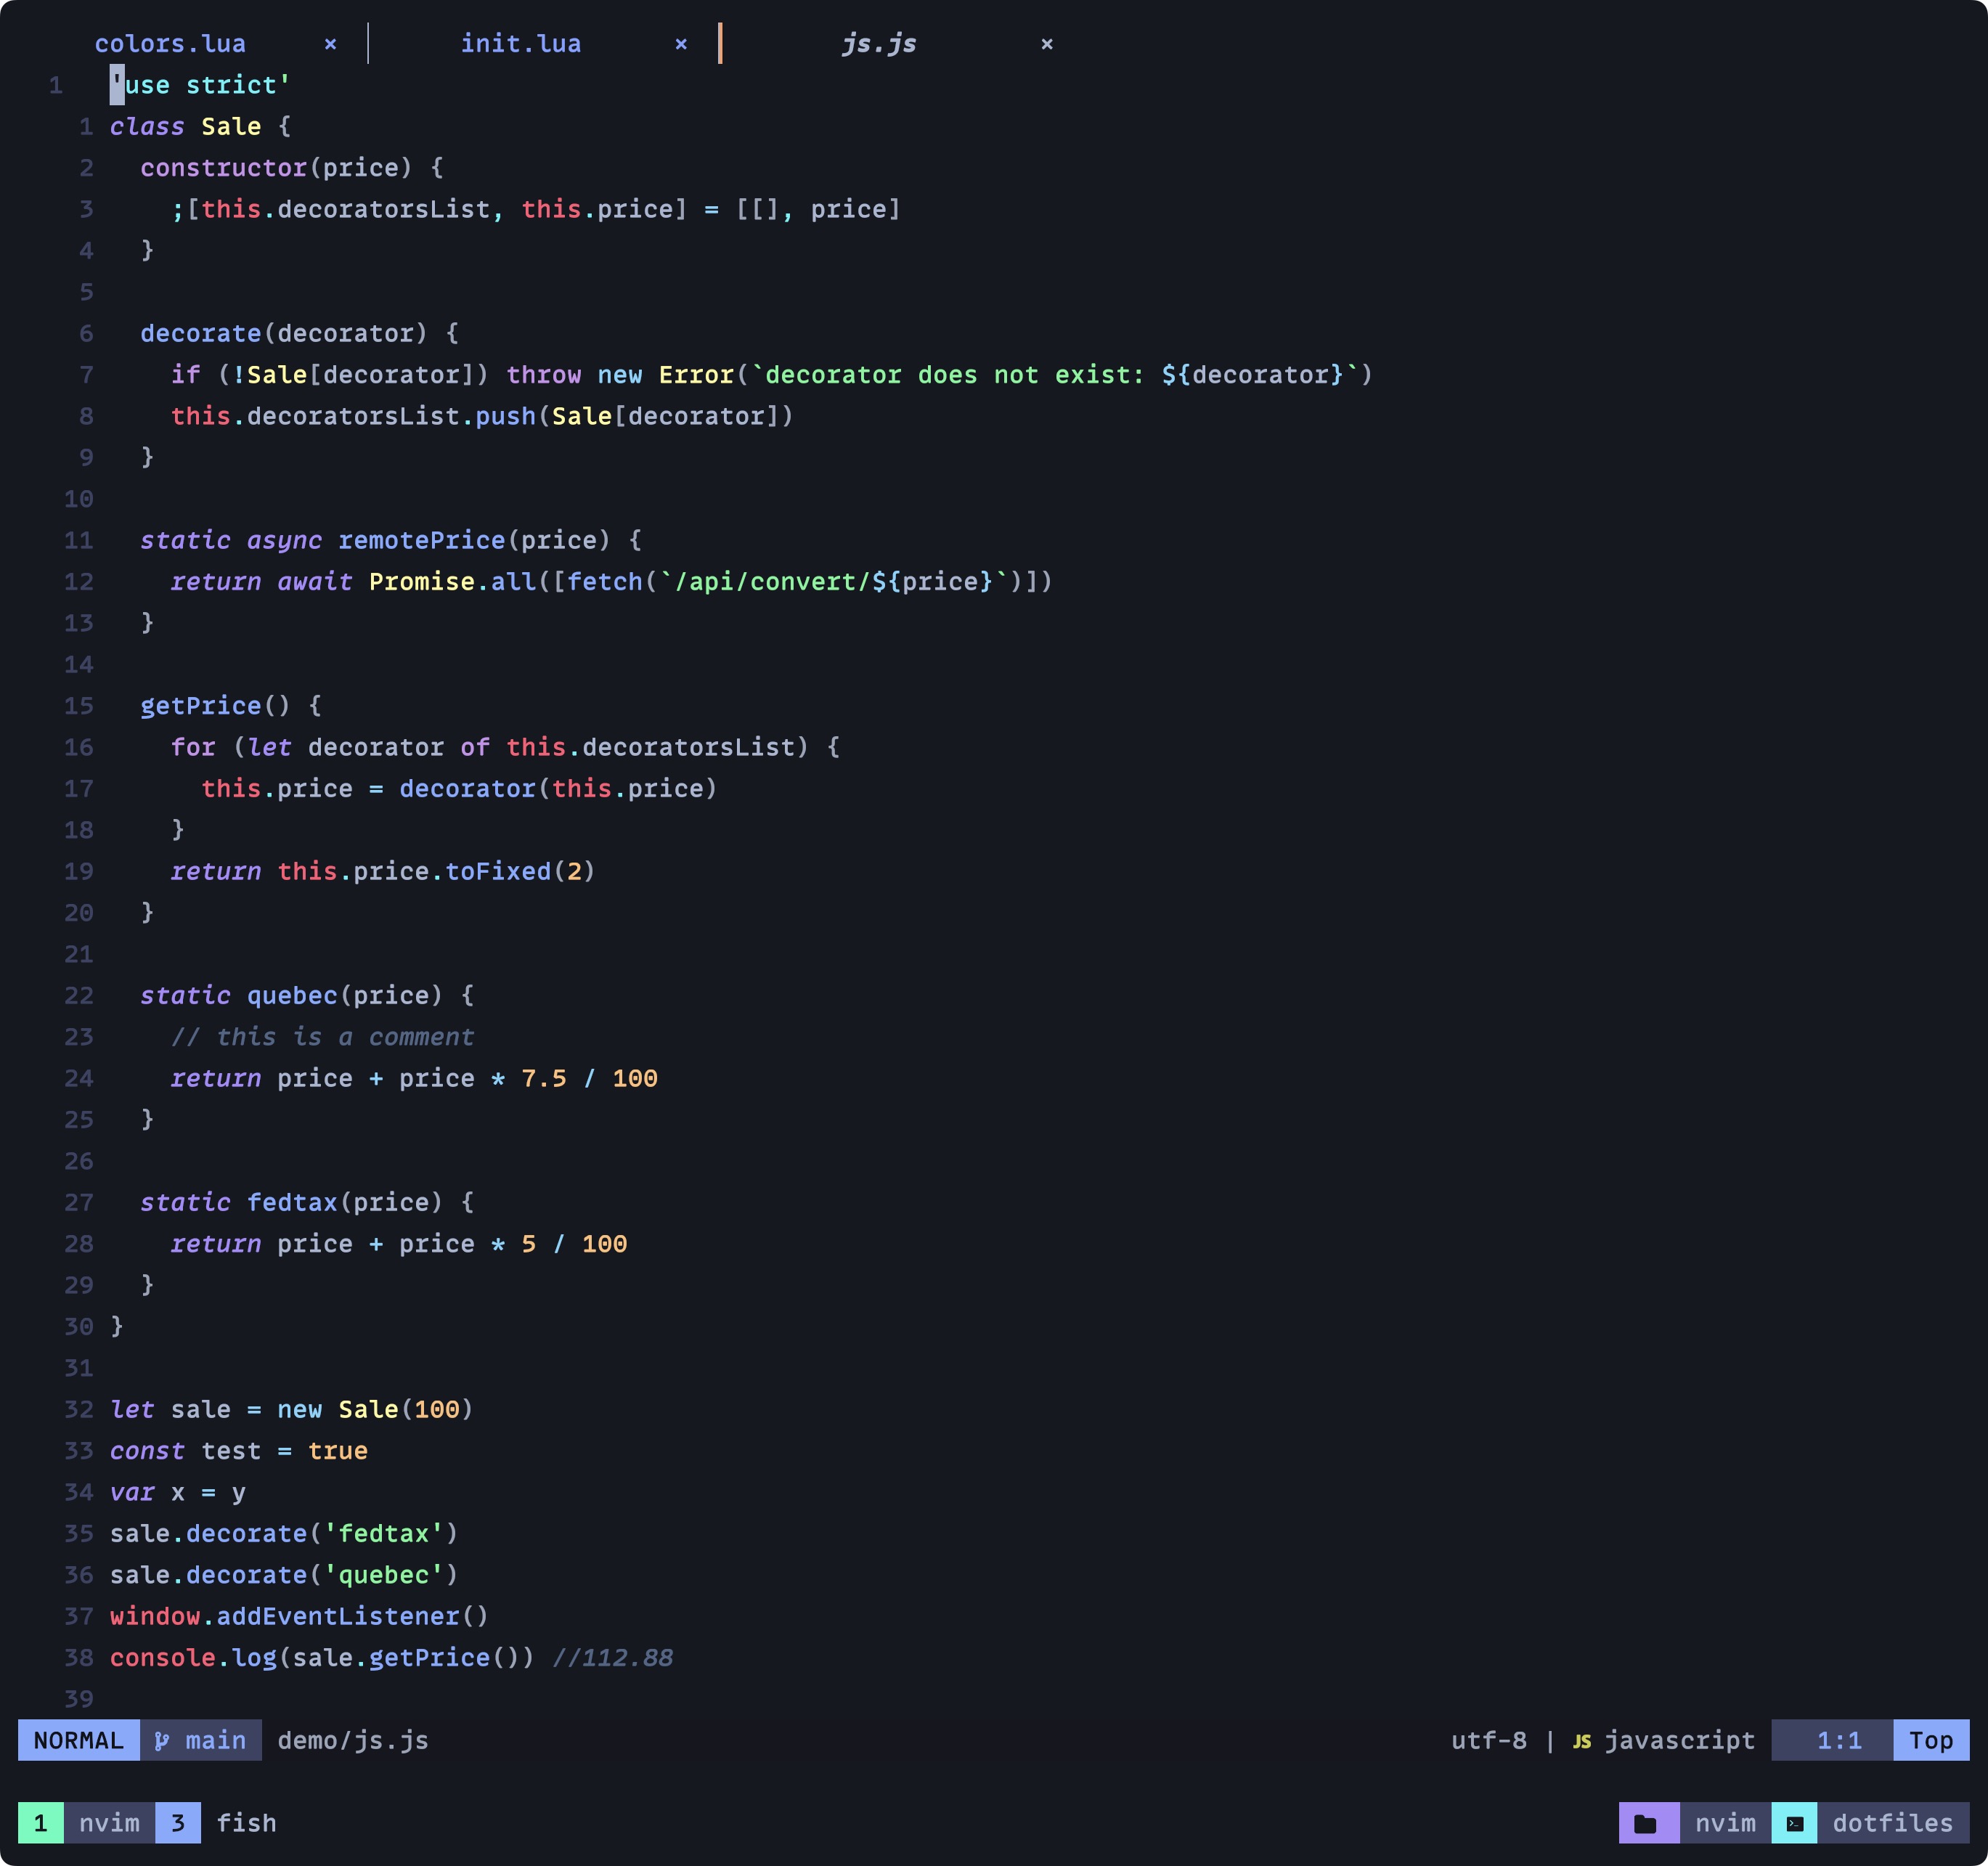 colors.lua × init.lua × js.js ×
1 'use strict'
1 class Sale {
2 constructor(price) {
3 ;[this.decoratorsList, this.price] = [[], price]
4 }
5
6 decorate(decorator) {
7 if (!Sale[decorator]) throw new Error(`decorator does not exist: ${decorator}`)
8 this.decoratorsList.push(Sale[decorator])
9 }
10
11 static async remotePrice(price) {
12 return await Promise.all([fetch(`/api/convert/${price}`)])
13 }
14
15 getPrice() {
16 for (let decorator of this.decoratorsList) {
17 this.price = decorator(this.price)
18 }
19 return this.price.toFixed(2)
20 }
21
22 static quebec(price) {
23 // this is a comment
24 return price + price * 7.5 / 100
25 }
26
27 static fedtax(price) {
28 return price + price * 5 / 100
29 }
30 }
31
32 let sale = new Sale(100)
33 const test = true
34 var x = y
35 sale.decorate('fedtax')
36 sale.decorate('quebec')
37 window.addEventListener()
38 console.log(sale.getPrice()) //112.88
39
NORMAL main demo/js.js utf-8 | JS javascript 1:1 Top
1 nvim 3 fish nvim dotfiles